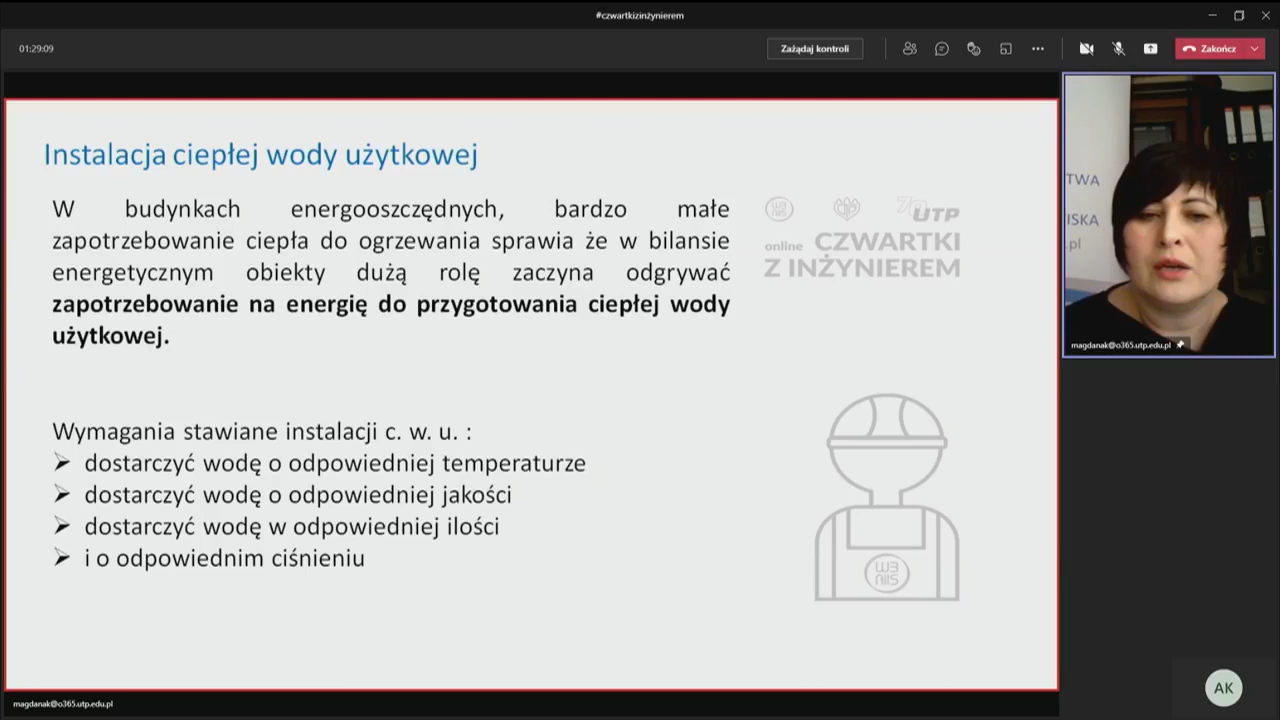 #czwartkizinżynierem
01:29:09
Zażądaj kontroli
Zakończ
Instalacja ciepłej wody użytkowej
W budynkach energooszczędnych, bardzo małe
zapotrzebowanie ciepła do ogrzewania sprawia że w bilansie
energetycznym obiekty dużą rolę zaczyna odgrywać
zapotrzebowanie na energię do przygotowania ciepłej wody
użytkowej.
Wymagania stawiane instalacji c. w. u. :
dostarczyć wodę o odpowiedniej temperaturze
dostarczyć wodę o odpowiedniej jakości
dostarczyć wodę w odpowiedniej ilości
i o odpowiednim ciśnieniu
UTP
online CZWARTKI
Z INŻYNIEREM
TWA
ISKA
.pl
magdanak@o365.utp.edu.pl
AK
magdanak@o365.utp.edu.pl